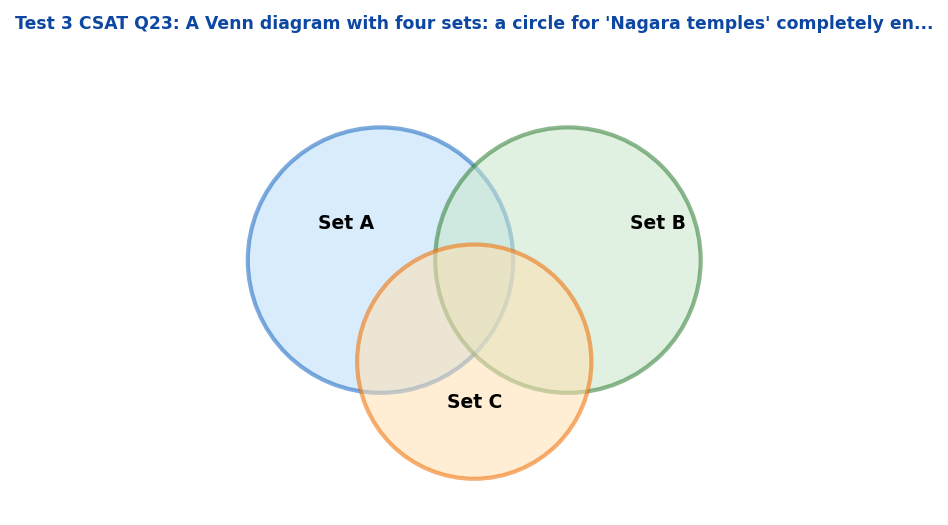 Test 3 CSAT Q23: A Venn diagram with four sets: a circle for 'Nagara temples' completely en...
Set A
Set B
Set C